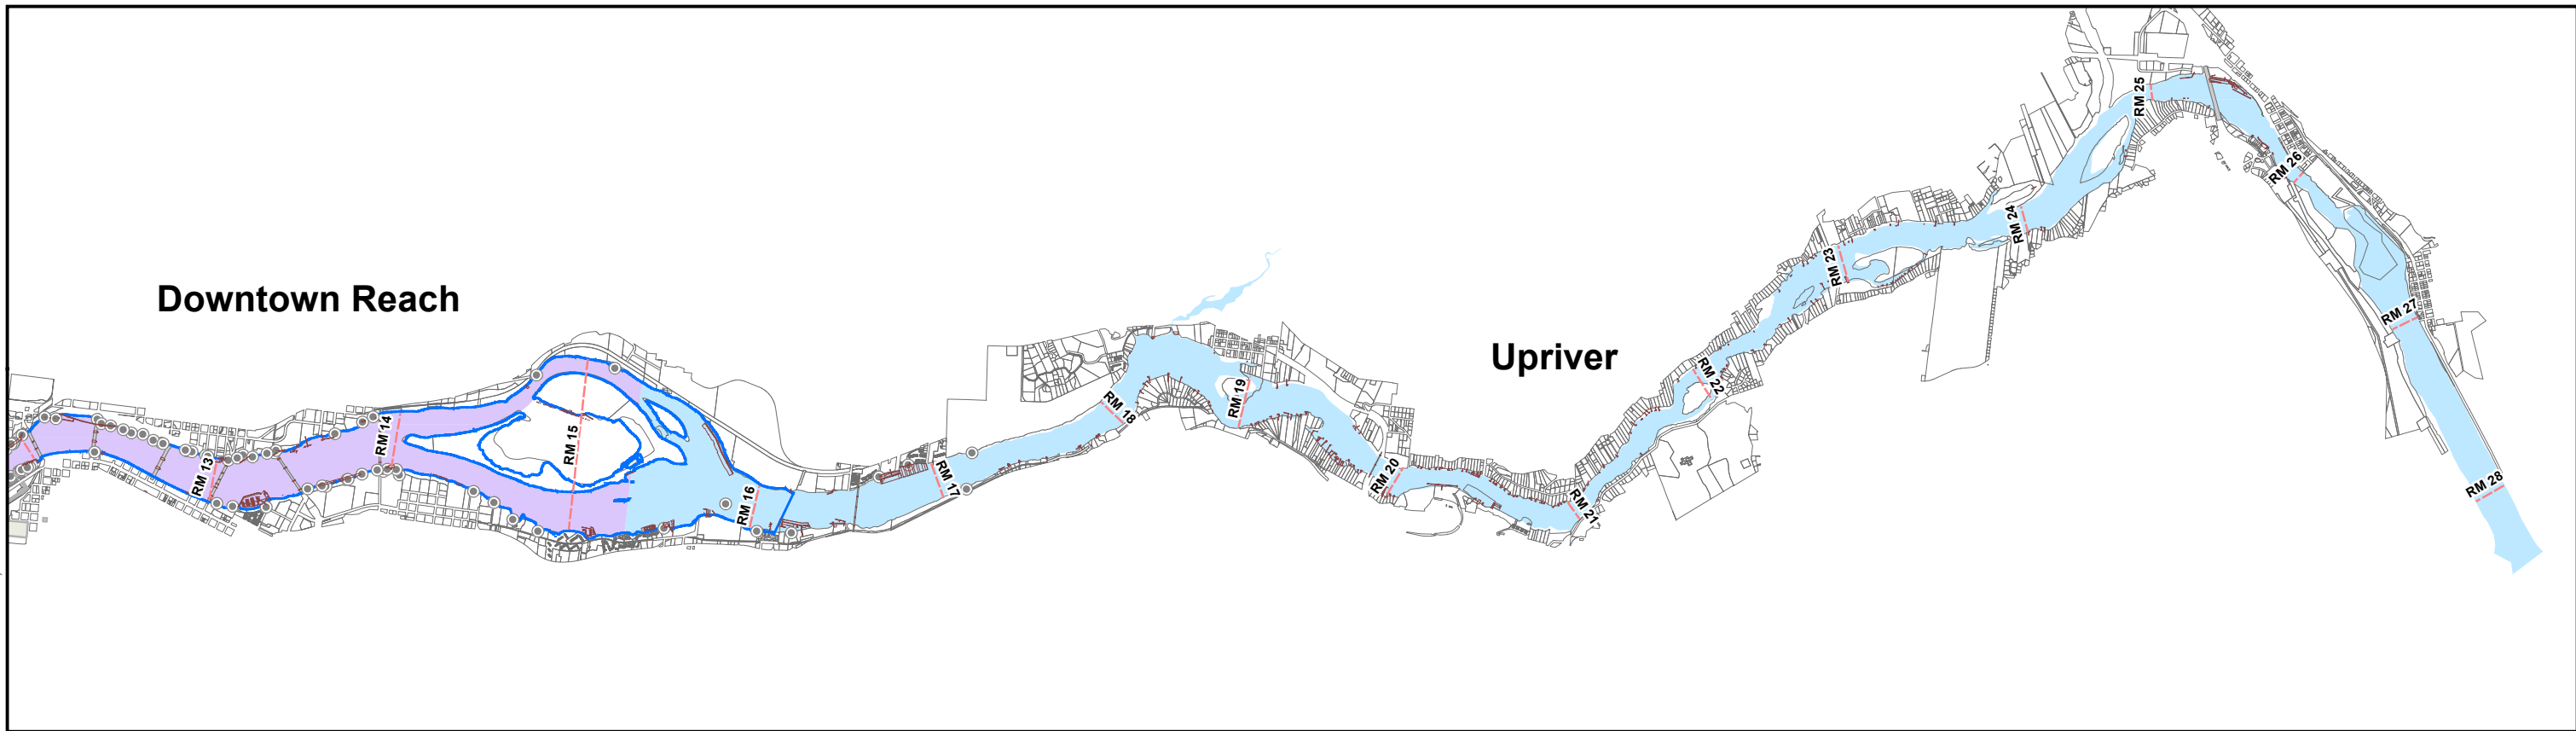 Downtown Reach
Upriver
RM 13
RM 14
RM 15
RM 16
RM 17
RM 18
RM 19
RM 20
RM 21
RM 22
RM 23
RM 24
RM 25
RM 26
RM 27
RM 28